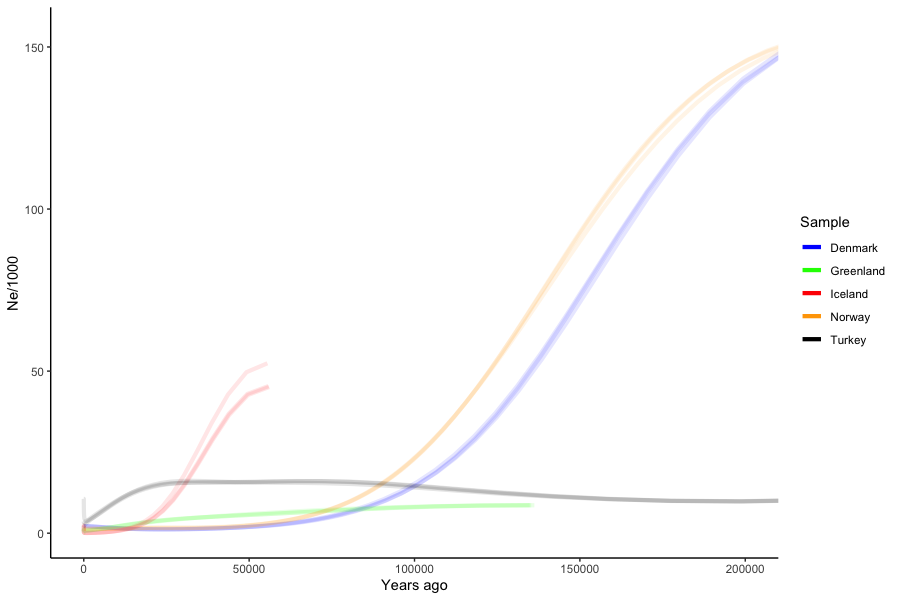 Ne/1000
150
100
50
0
0
50000
100000
150000
200000
Years ago
Sample
Denmark
Greenland
Iceland
Norway
Turkey